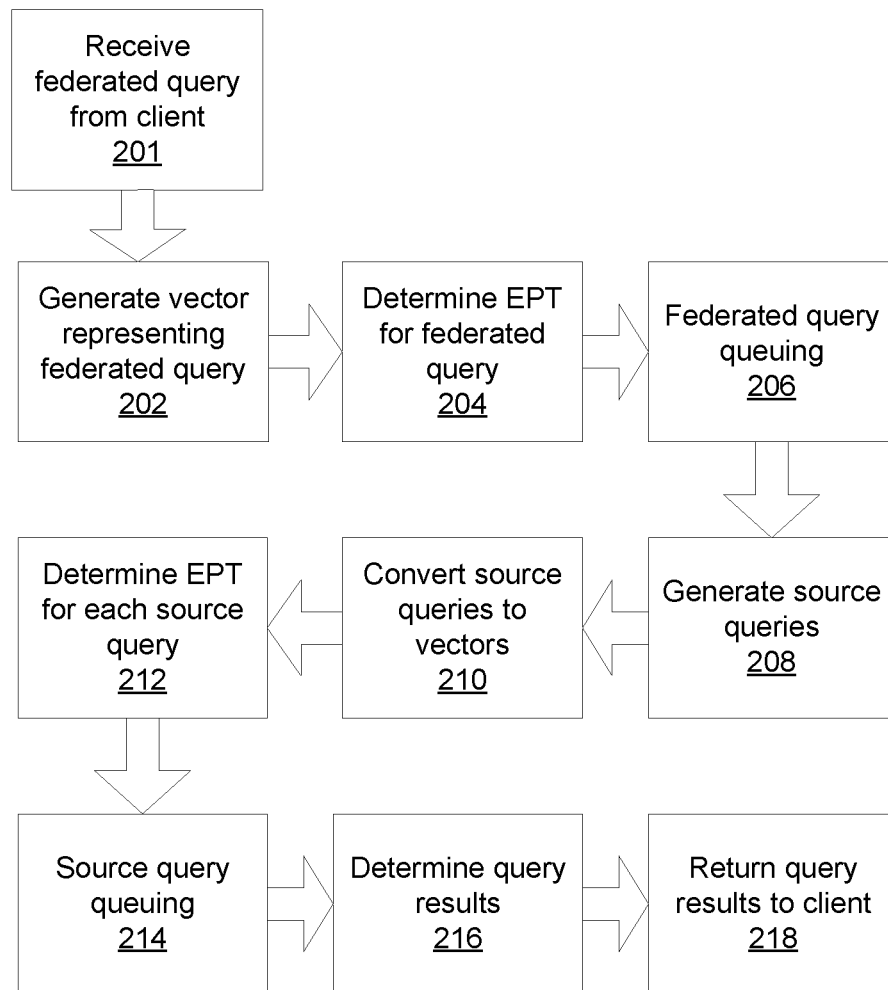 Receive
federated query
from client
201
Generate vector
representing
federated query
202
Determine EPT
for federated
query
204
Federated query
queuing
206
Determine EPT
for each source
query
212
Convert source
queries to
vectors
210
Generate source
queries
208
Source query
queuing
214
Determine query
results
216
Return query
results to client
218